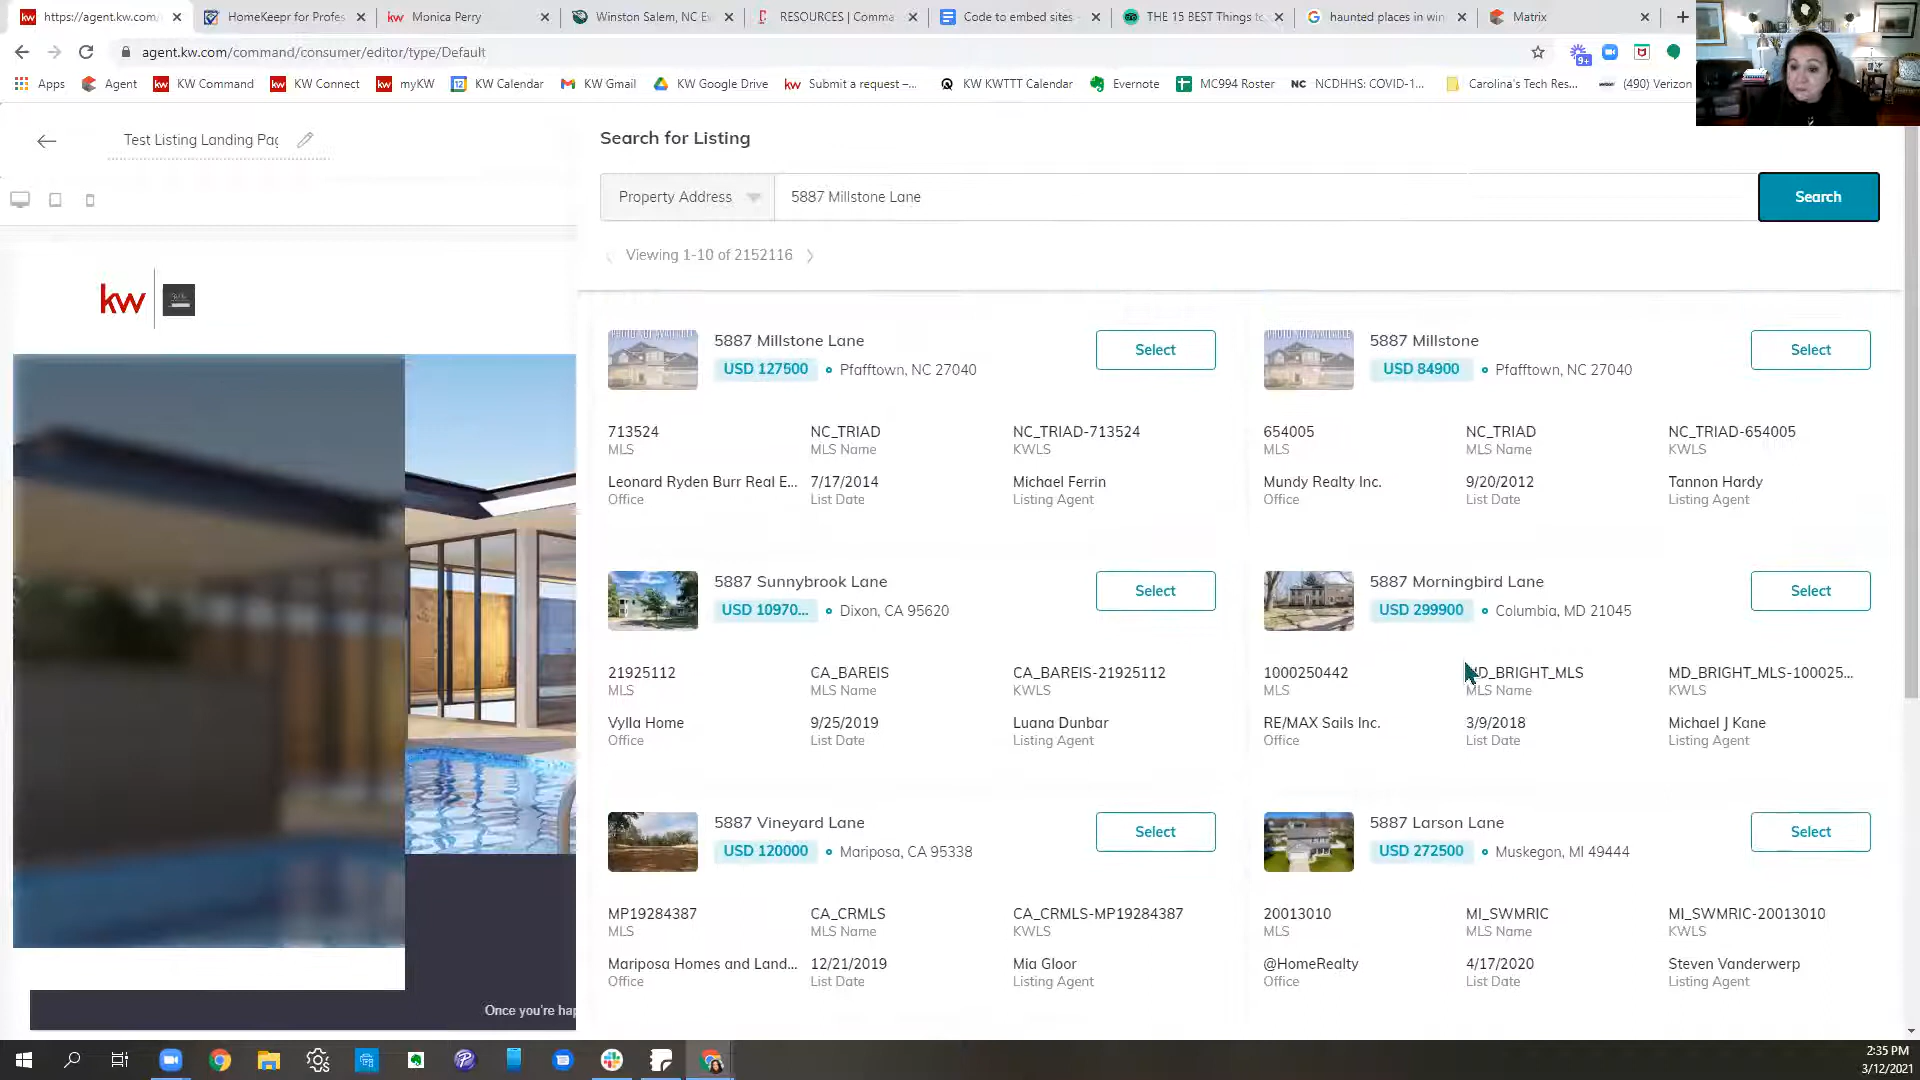 https://agent.kw.com/
HomeKeepr for Profes
kw Monica Perry
Winston Salem, NC Ev
RESOURCES | Comma
Code to embed sites -
THE 15 BEST Things to
haunted places in win
Matrix
agent.kw.com/command/consumer/editor/type/Default
9+
Apps
Agent
kw KW Command
kw KW Connect
kw myKW
12 KW Calendar
KW Gmail
KW Google Drive
kw Submit a request –...
KW KWTTT Calendar
Evernote
MC994 Roster
NC NCDHHS: COVID-1...
Carolina's Tech Res...
(490) Verizon
Test Listing Landing Pag
Search for Listing
Property Address
5887 Millstone Lane
Search
Viewing 1-10 of 2152116
kw
5887 Millstone Lane
USD 127500 • Pfafftown, NC 27040
Select
713524
MLS
NC_TRIAD
MLS Name
NC_TRIAD-713524
KWLS
Leonard Ryden Burr Real E...
Office
7/17/2014
List Date
Michael Ferrin
Listing Agent
5887 Millstone
USD 84900 • Pfafftown, NC 27040
Select
654005
MLS
NC_TRIAD
MLS Name
NC_TRIAD-654005
KWLS
Mundy Realty Inc.
Office
9/20/2012
List Date
Tannon Hardy
Listing Agent
5887 Sunnybrook Lane
USD 10970... • Dixon, CA 95620
Select
21925112
MLS
CA_BAREIS
MLS Name
CA_BAREIS-21925112
KWLS
Vylla Home
Office
9/25/2019
List Date
Luana Dunbar
Listing Agent
5887 Morningbird Lane
USD 299900 • Columbia, MD 21045
Select
1000250442
MLS
MD_BRIGHT_MLS
MLS Name
MD_BRIGHT_MLS-100025...
KWLS
RE/MAX Sails Inc.
Office
3/9/2018
List Date
Michael J Kane
Listing Agent
5887 Vineyard Lane
USD 120000 • Mariposa, CA 95338
Select
MP19284387
MLS
CA_CRMLS
MLS Name
CA_CRMLS-MP19284387
KWLS
Mariposa Homes and Land...
Office
12/21/2019
List Date
Mia Gloor
Listing Agent
5887 Larson Lane
USD 272500 • Muskegon, MI 49444
Select
20013010
MLS
MI_SWMRIC
MLS Name
MI_SWMRIC-20013010
KWLS
@HomeRealty
Office
4/17/2020
List Date
Steven Vanderwerp
Listing Agent
Once you're hap
2:35 PM
3/12/2021